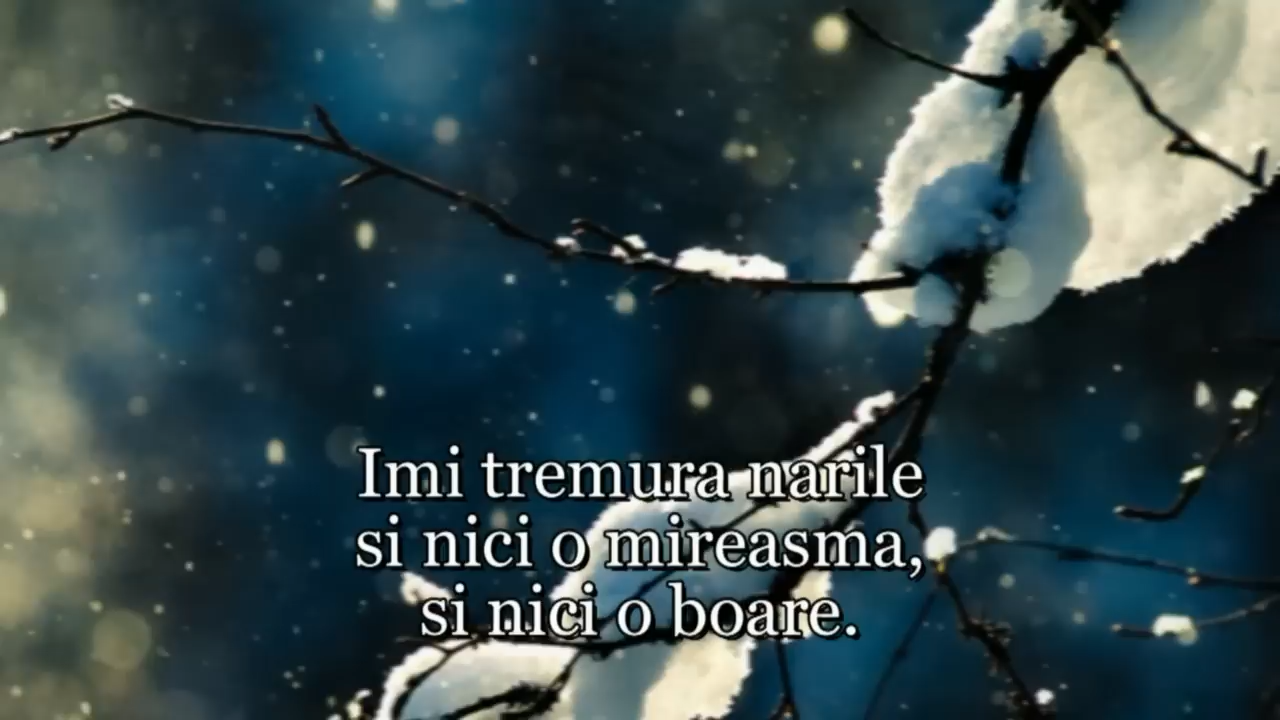 Imi tremura narile
si nici o mireasma,
si nici o boare.